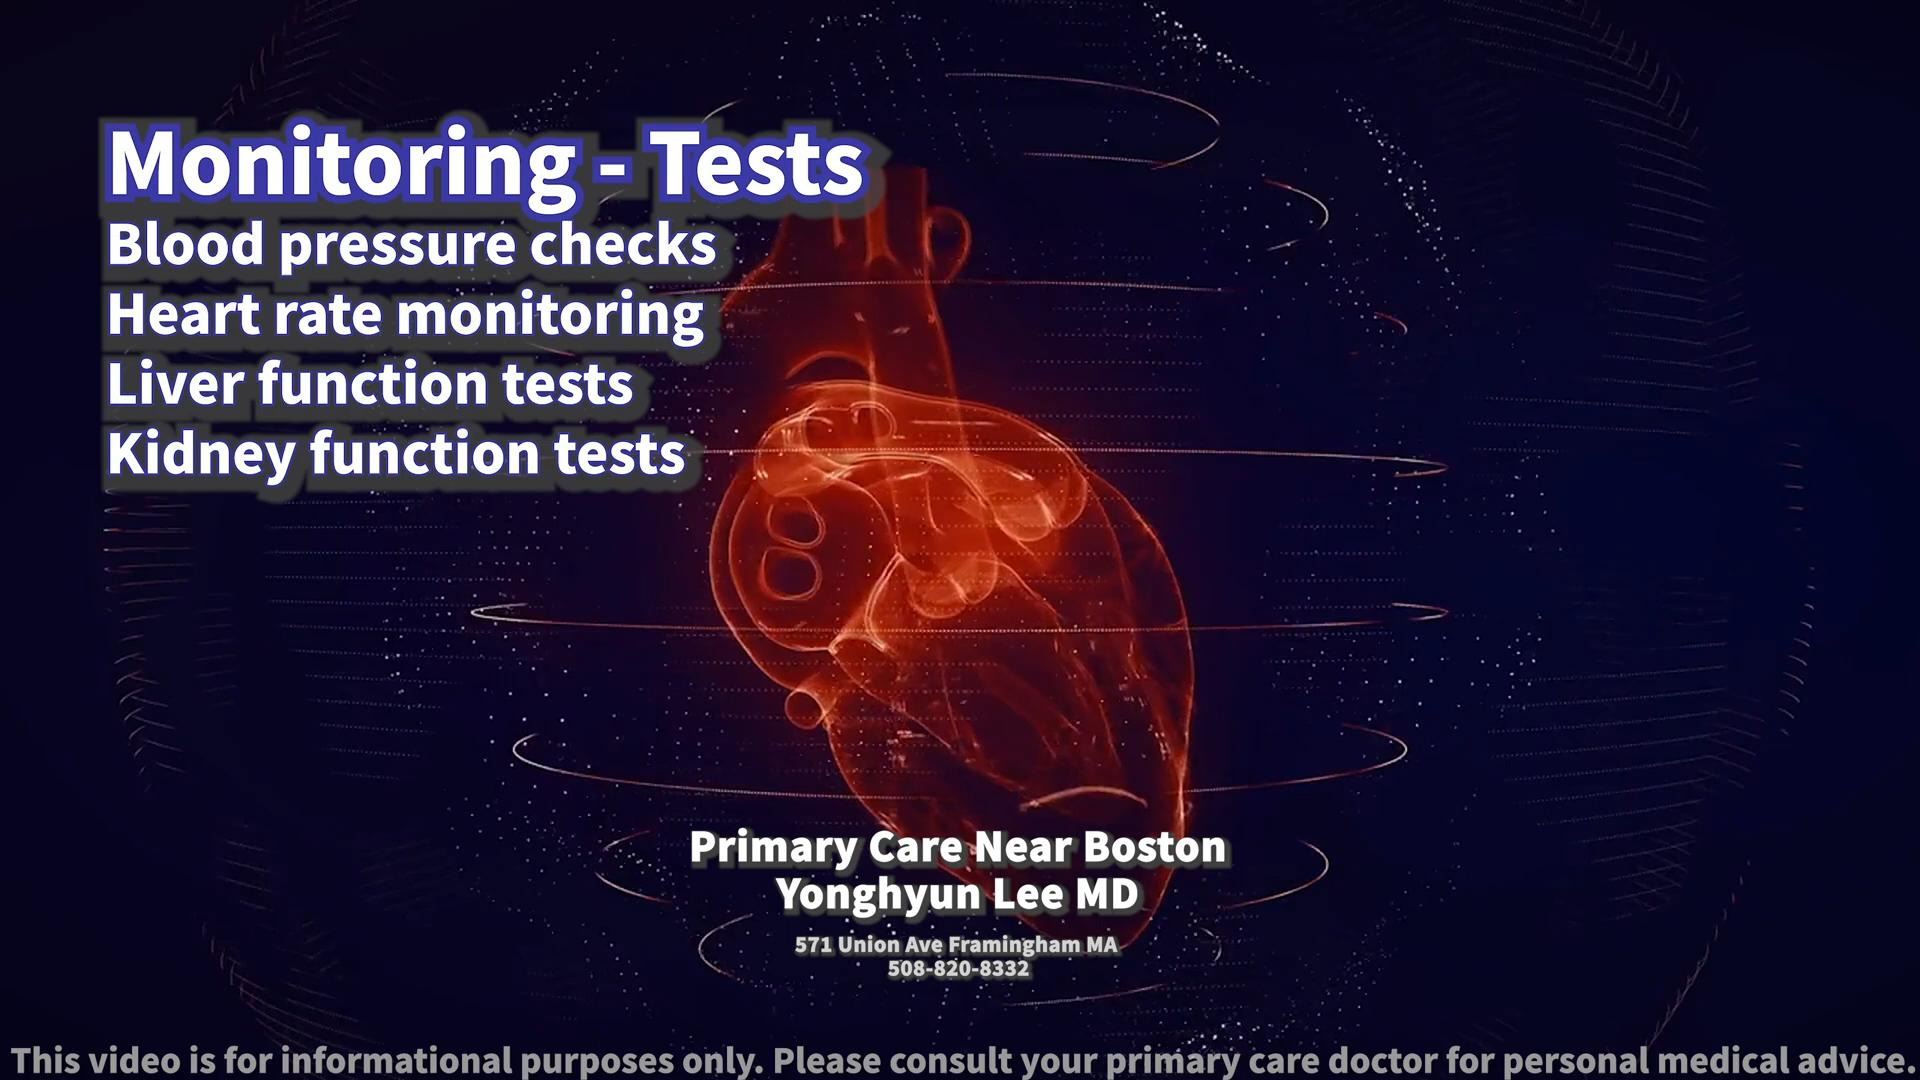 Monitoring - Tests
Blood pressure checks
Heart rate monitoring
Liver function tests
Kidney function tests
Primary Care Near Boston
Yonghyun Lee MD
571 Union Ave Framingham MA
508-820-8332
This video is for informational purposes only. Please consult your primary care doctor for personal medical advice.